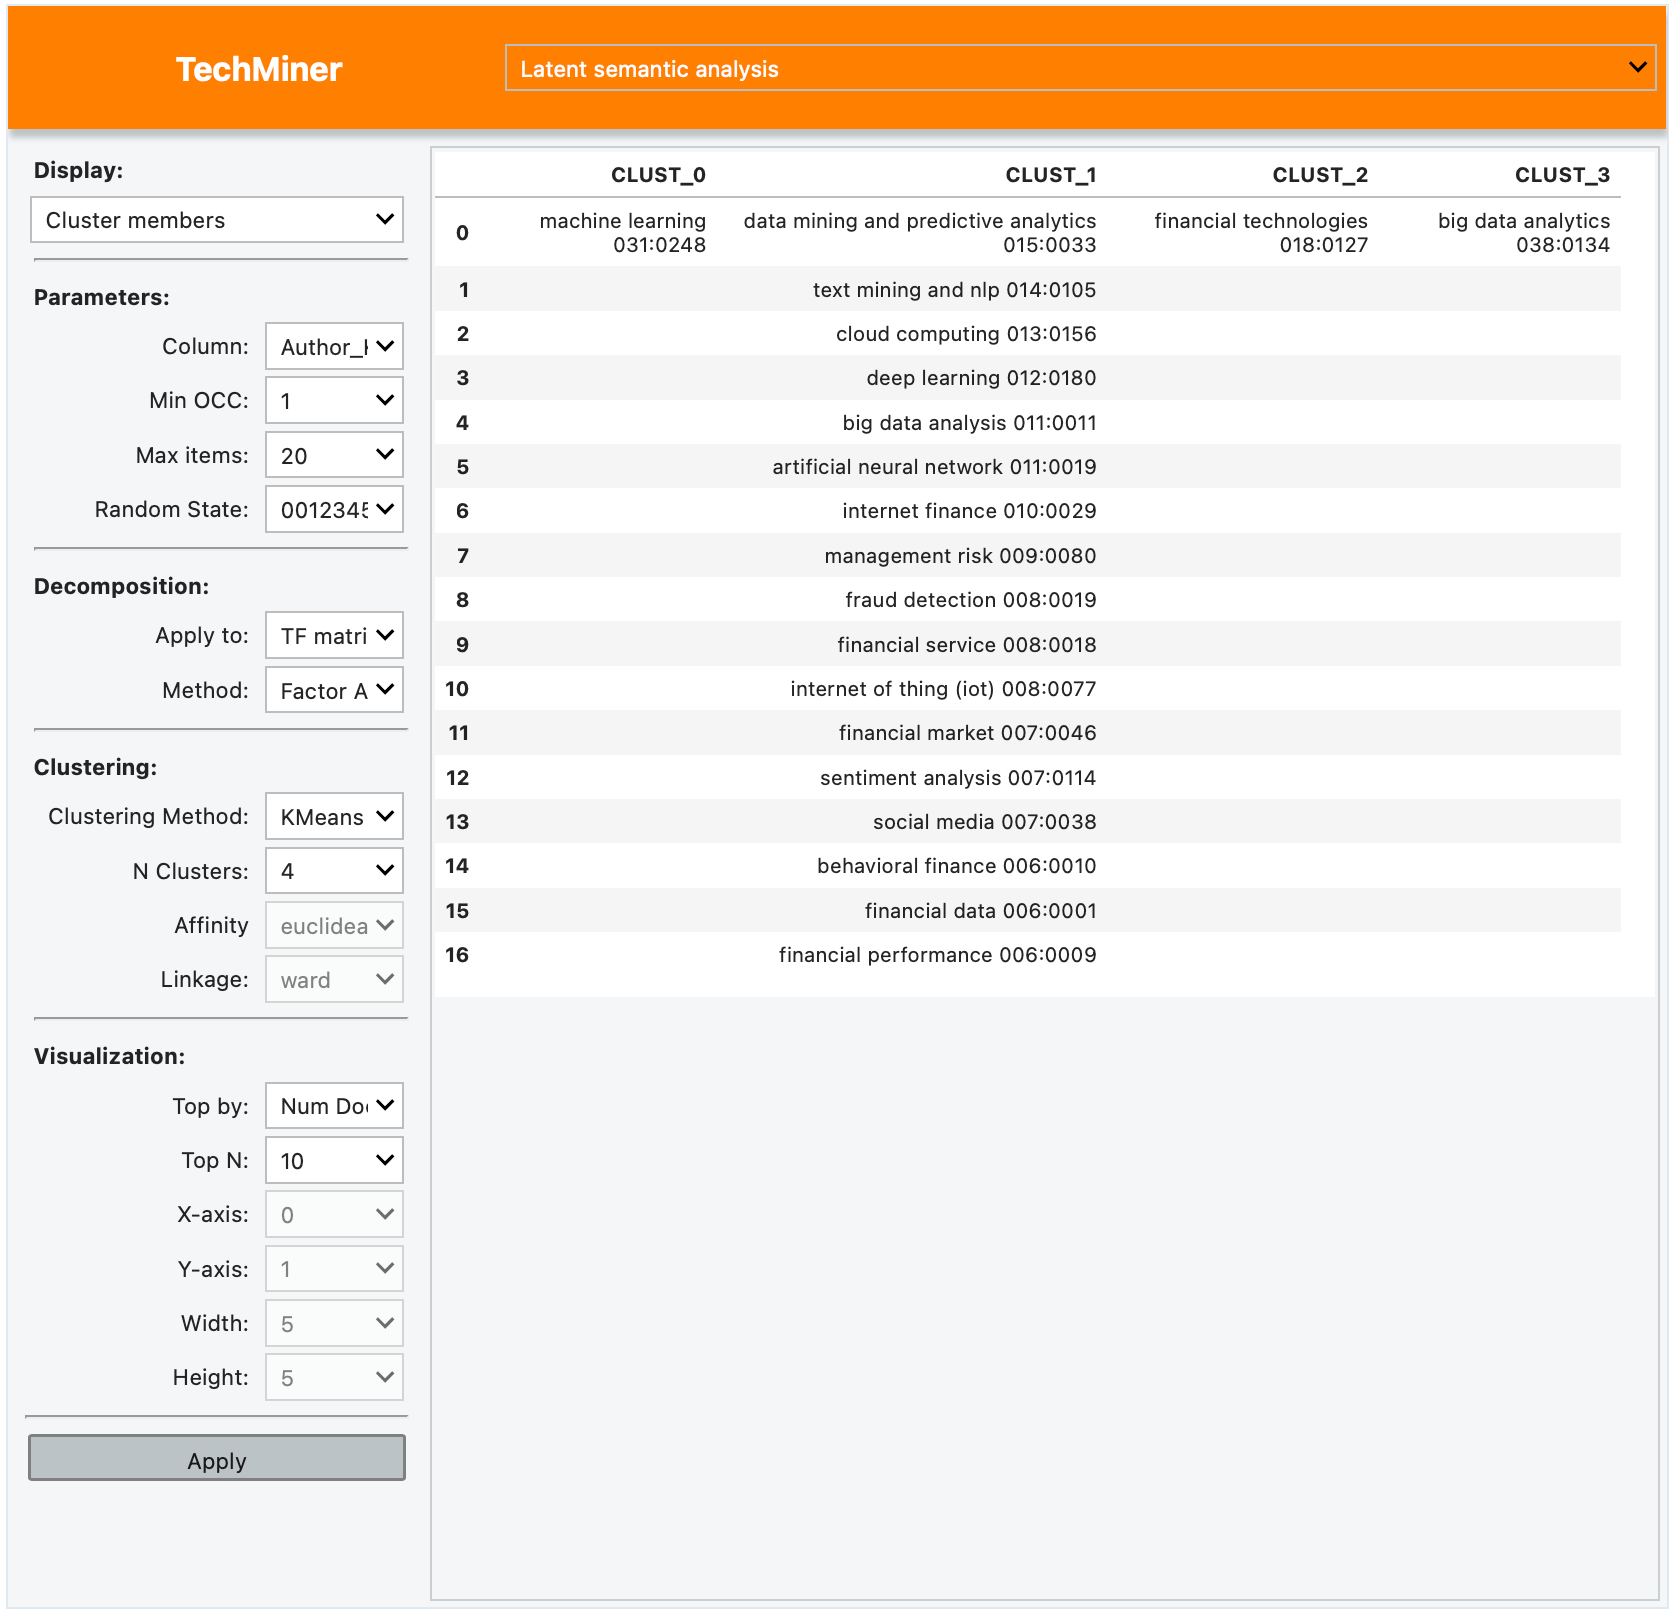 TechMiner
Latent semantic analysis
Display:
Cluster members
Parameters:
Column: Author_
Min OCC: 1
Max items: 20
Random State: 001234
Decomposition:
Apply to: TF matri
Method: Factor A
Clustering:
Clustering Method: KMeans
N Clusters: 4
Affinity euclidea
Linkage: ward
Visualization:
Top by: Num Do
Top N: 10
X-axis: 0
Y-axis: 1
Width: 5
Height: 5
Apply
CLUST_0 CLUST_1 CLUST_2 CLUST_3
0 machine learning 031:0248 data mining and predictive analytics 015:0033 financial technologies 018:0127 big data analytics 038:0134
1 text mining and nlp 014:0105
2 cloud computing 013:0156
3 deep learning 012:0180
4 big data analysis 011:0011
5 artificial neural network 011:0019
6 internet finance 010:0029
7 management risk 009:0080
8 fraud detection 008:0019
9 financial service 008:0018
10 internet of thing (iot) 008:0077
11 financial market 007:0046
12 sentiment analysis 007:0114
13 social media 007:0038
14 behavioral finance 006:0010
15 financial data 006:0001
16 financial performance 006:0009